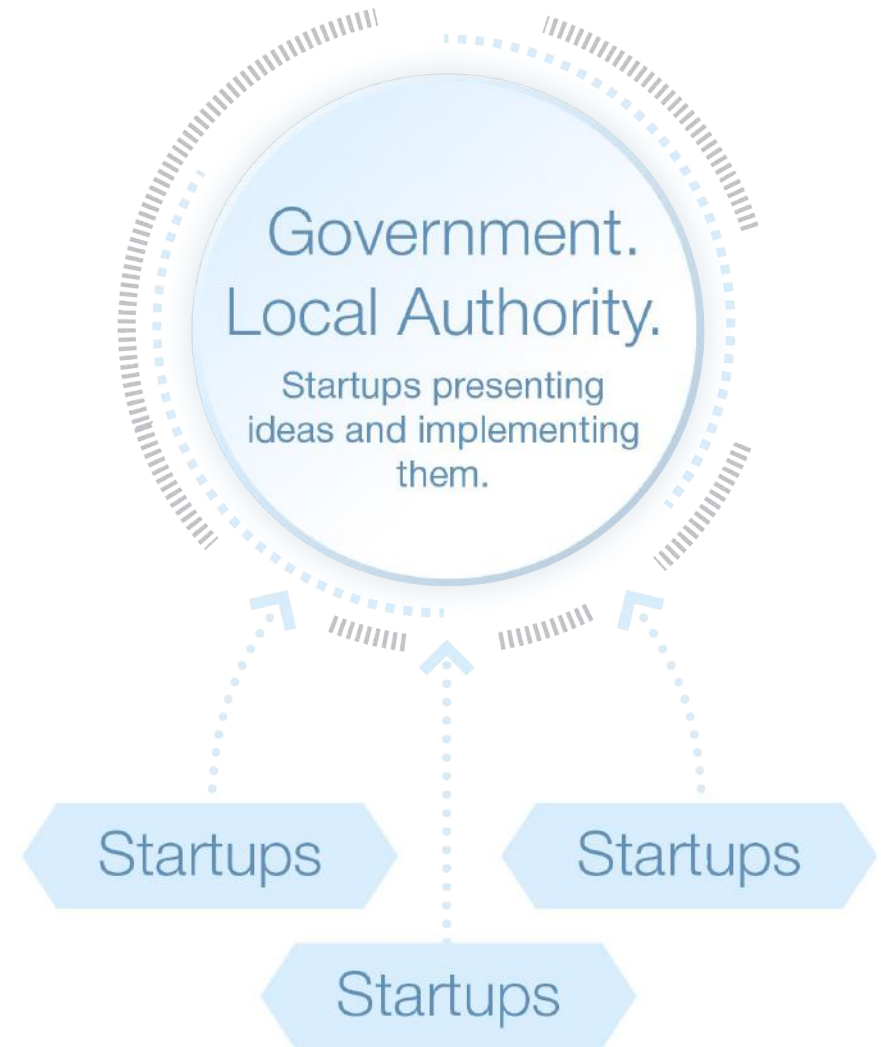 Government.
Local Authority.
Startups presenting
ideas and implementing
them.
Startups
Startups
Startups